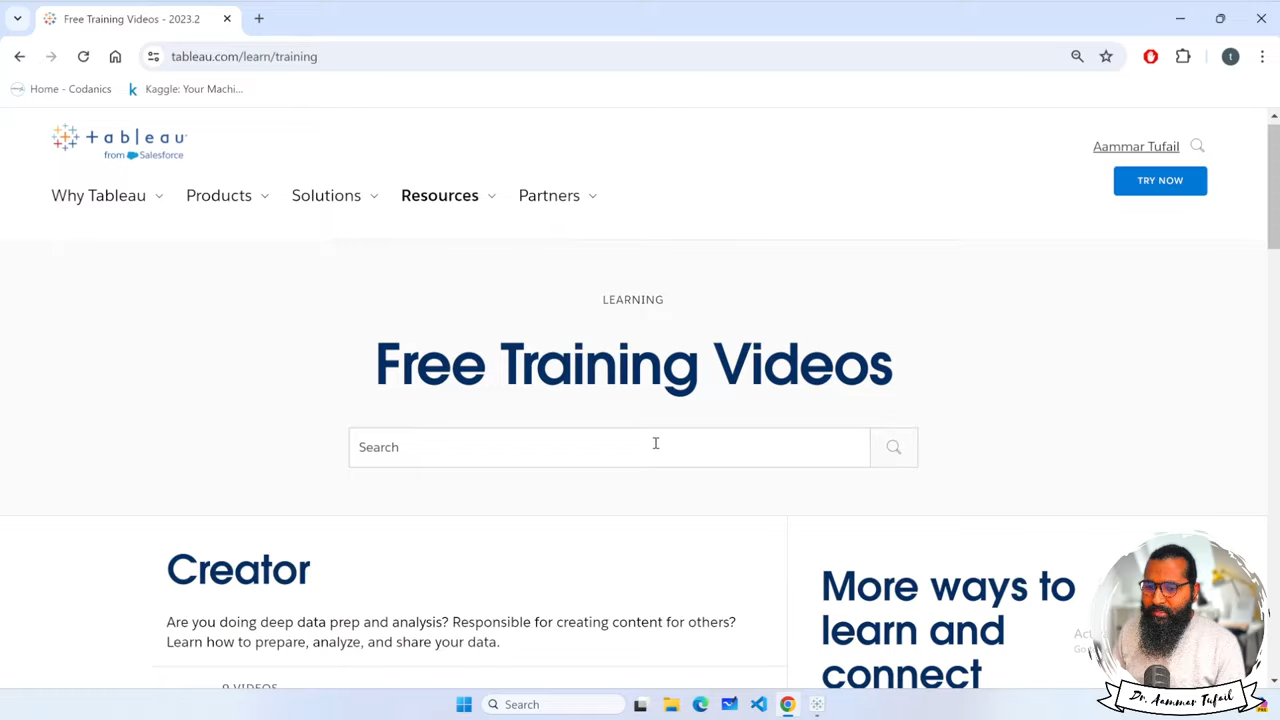 Free Training Videos - 2023.2
tableau.com/learn/training
t
Home - Codanics
Kaggle: Your Machi...
+ a b | e a u
from Salesforce
Aammar Tufail
TRY NOW
Why Tableau
Products
Solutions
Resources
Partners
LEARNING
Free Training Videos
Search
Creator
Are you doing deep data prep and analysis? Responsible for creating content for others?
Learn how to prepare, analyze, and share your data.
9 VIDEOS
More ways to
learn and
connect
Dr. Aammar Tufail
Search